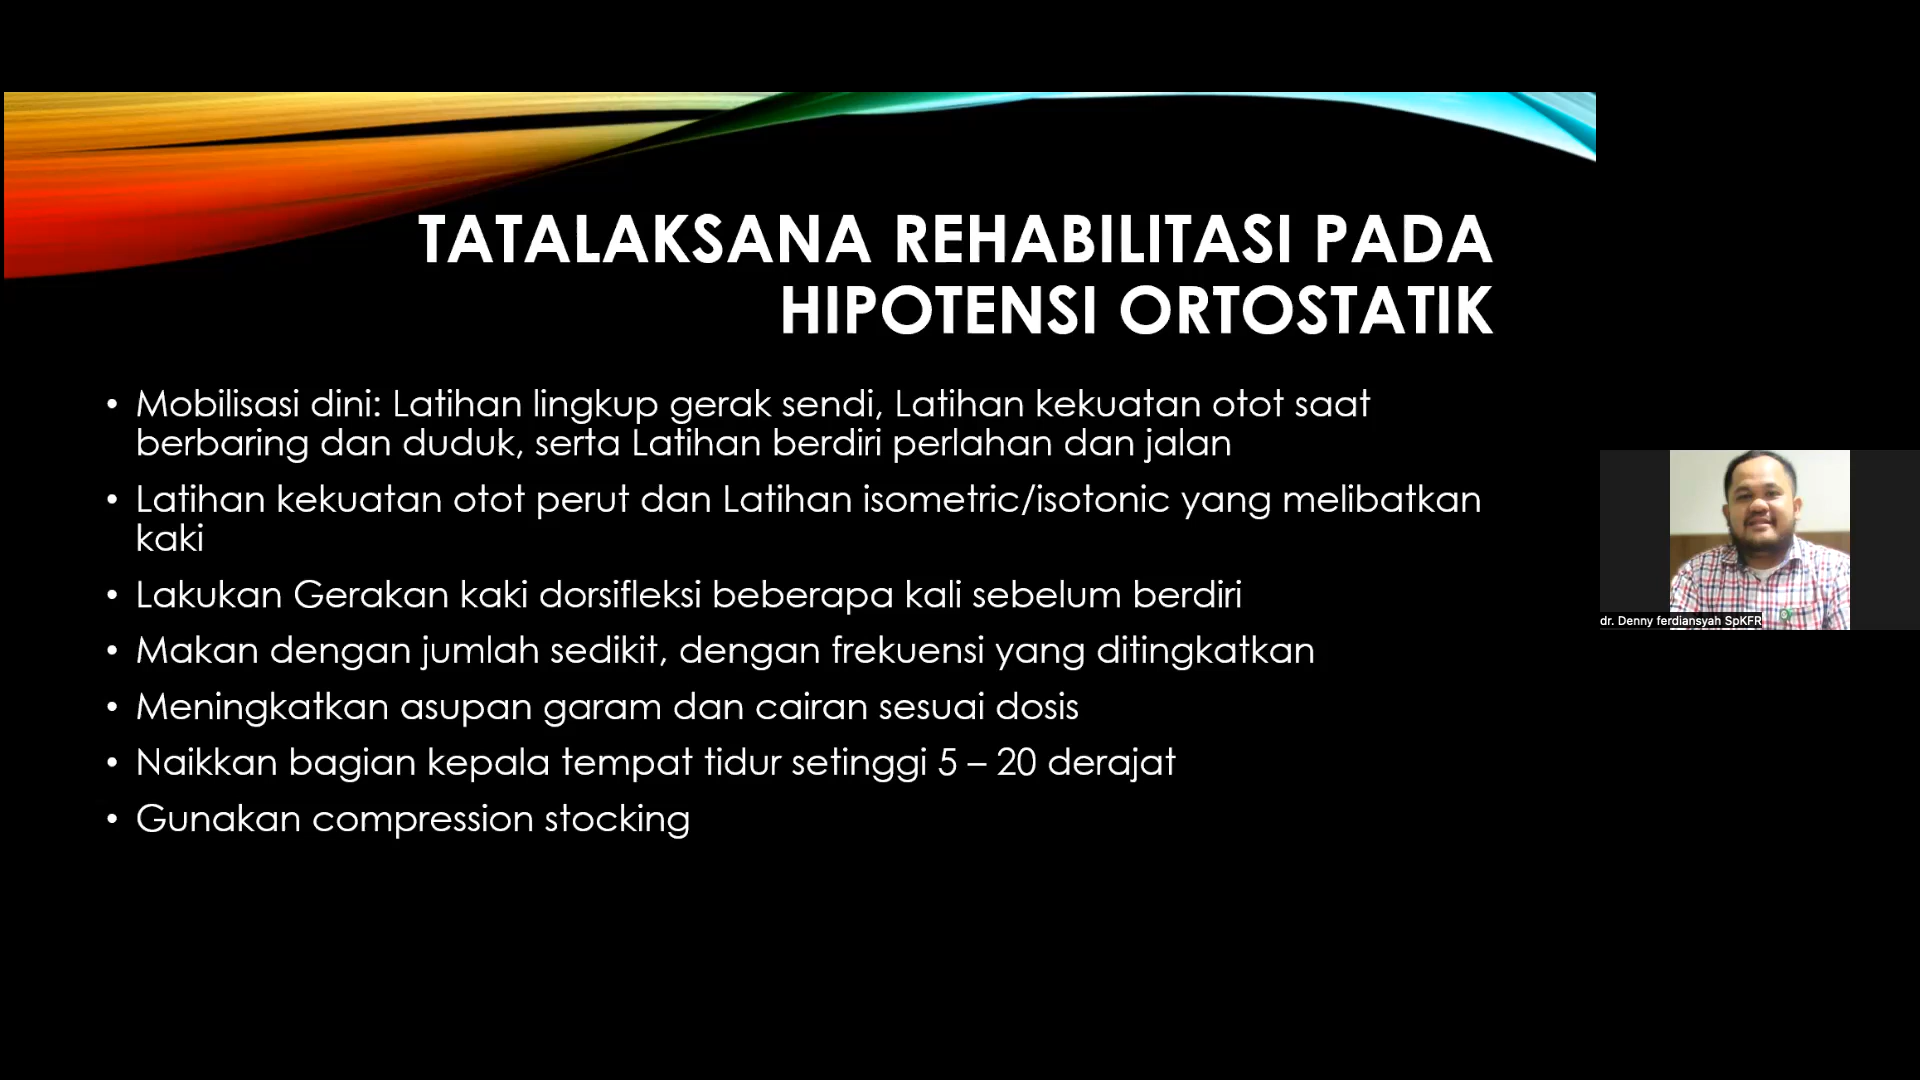 TATALAKSANA REHABILITASI PADA
HIPOTENSI ORTOSTATIK
• Mobilisasi dini: Latihan lingkup gerak sendi, Latihan kekuatan otot saat
berbaring dan duduk, serta Latihan berdiri perlahan dan jalan
• Latihan kekuatan otot perut dan Latihan isometric/isotonic yang melibatkan
kaki
• Lakukan Gerakan kaki dorsifleksi beberapa kali sebelum berdiri
• Makan dengan jumlah sedikit, dengan frekuensi yang ditingkatkan
• Meningkatkan asupan garam dan cairan sesuai dosis
• Naikkan bagian kepala tempat tidur setinggi 5 – 20 derajat
• Gunakan compression stocking
dr. Denny ferdiansyah SpKFR